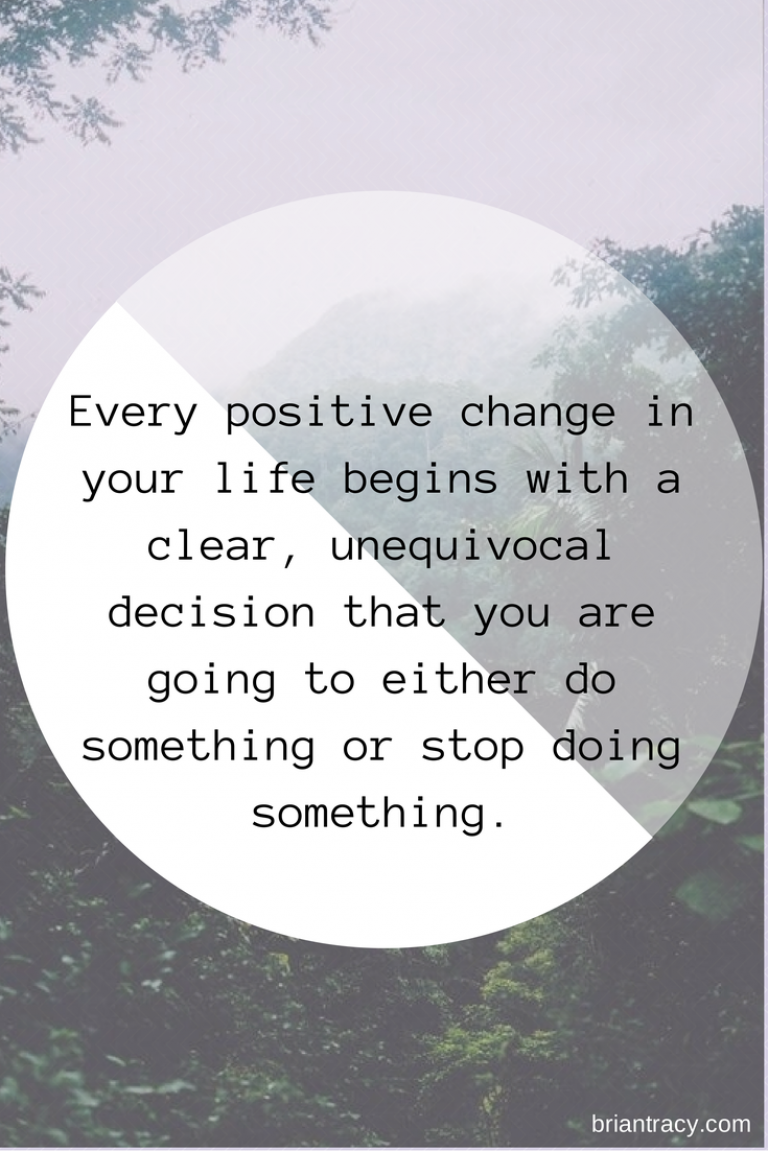 Every positive change in
your life begins with a
clear, unequivocal
decision that you are
going to either do
something or stop doing
something.
briantracy.com